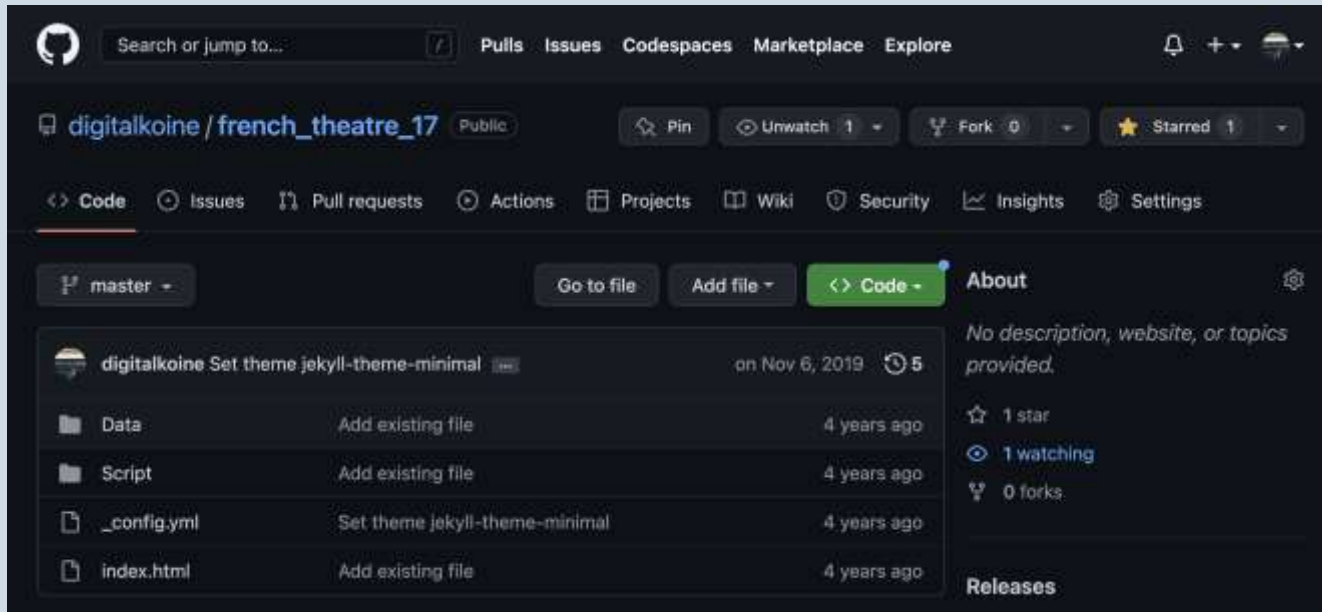 Search or jump to... / Pulls Issues Codespaces Marketplace Explore
digitalkoine / french_theatre_17 Public Pin Unwatch 1 Fork 0 Starred 1
Code Issues Pull requests Actions Projects Wiki Security Insights Settings
master Go to file Add file Code
About
No description, website, or topics
provided.
digitalkoine Set theme jekyll-theme-minimal ... on Nov 6, 2019 5
Data Add existing file 4 years ago
Script Add existing file 4 years ago
_config.yml Set theme jekyll-theme-minimal 4 years ago
index.html Add existing file 4 years ago
1 star
1 watching
0 forks
Releases